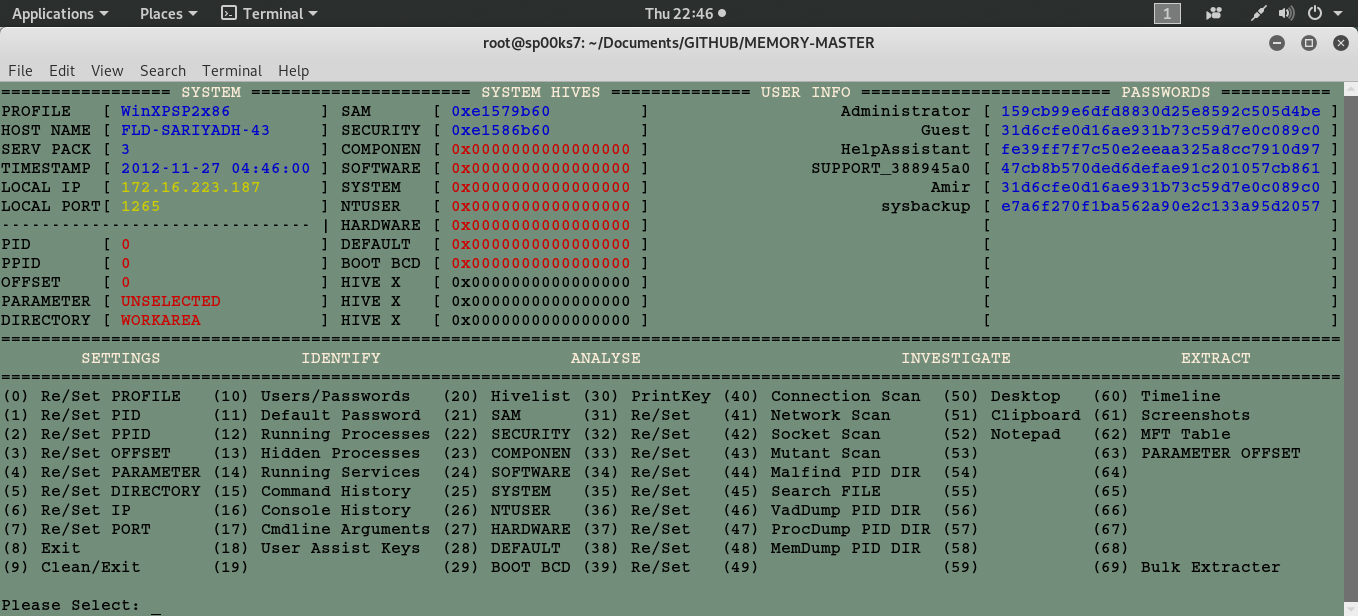 Applications Places Terminal Thu 22:46 1
root@sp00ks7: ~/Documents/GITHUB/MEMORY-MASTER
File Edit View Search Terminal Help
================= SYSTEM ==================== SYSTEM HIVES =============== USER INFO ========================== PASSWORDS ===========
PROFILE [ WinXPSP2x86 ] SAM [ 0xe1579b60 ] Administrator [ 159cb99e6dfd8830d25e8592c505d4be ]
HOST NAME [ FLD-SARIYADH-43 ] SECURITY [ 0xe1586b60 ] Guest [ 31d6cfe0d16ae931b73c59d7e0c089c0 ]
SERV PACK [ 3 ] COMPONEN [ 0x0000000000000000 ] HelpAssistant [ fe39ff7f7c50e2eeaa325a8cc7910d97 ]
TIMESTAMP [ 2012-11-27 04:46:00 ] SOFTWARE [ 0x0000000000000000 ] SUPPORT_388945a0 [ 47cb8b570ded6defae91c201057cb861 ]
LOCAL IP [ 172.16.223.187 ] SYSTEM [ 0x0000000000000000 ] Amir [ 31d6cfe0d16ae931b73c59d7e0c089c0 ]
LOCAL PORT[ 1265 ] NTUSER [ 0x0000000000000000 ] sysbackup [ e7a6f270f1ba562a90e2c133a95d2057 ]
------------------------------- | HARDWARE [ 0x0000000000000000 ] [ ]
PID [ 0 ] DEFAULT [ 0x0000000000000000 ] [ ]
PPID [ 0 ] BOOT BCD [ 0x0000000000000000 ] [ ]
OFFSET [ 0 ] HIVE X [ 0x0000000000000000 ] [ ]
PARAMETER [ UNSELECTED ] HIVE X [ 0x0000000000000000 ] [ ]
DIRECTORY [ WORKAREA ] HIVE X [ 0x0000000000000000 ] [ ]
======================================================================================================================================
SETTINGS IDENTIFY ANALYSE INVESTIGATE EXTRACT
======================================================================================================================================
(0) Re/Set PROFILE (10) Users/Passwords (20) Hivelist (30) PrintKey (40) Connection Scan (50) Desktop (60) Timeline
(1) Re/Set PID (11) Default Password (21) SAM (31) Re/Set (41) Network Scan (51) Clipboard (61) Screenshots
(2) Re/Set PPID (12) Running Processes (22) SECURITY (32) Re/Set (42) Socket Scan (52) Notepad (62) MFT Table
(3) Re/Set OFFSET (13) Hidden Processes (23) COMPONEN (33) Re/Set (43) Mutant Scan (53) (63) PARAMETER OFFSET
(4) Re/Set PARAMETER (14) Running Services (24) SOFTWARE (34) Re/Set (44) Malfind PID DIR (54) (64)
(5) Re/Set DIRECTORY (15) Command History (25) SYSTEM (35) Re/Set (45) Search FILE (55) (65)
(6) Re/Set IP (16) Console History (26) NTUSER (36) Re/Set (46) VadDump PID DIR (56) (66)
(7) Re/Set PORT (17) Cmdline Arguments (27) HARDWARE (37) Re/Set (47) ProcDump PID DIR (57) (67)
(8) Exit (18) User Assist Keys (28) DEFAULT (38) Re/Set (48) MemDump PID DIR (58) (68)
(9) Clean/Exit (19) (29) BOOT BCD (39) Re/Set (49) (59) (69) Bulk Extracter
Please Select: _